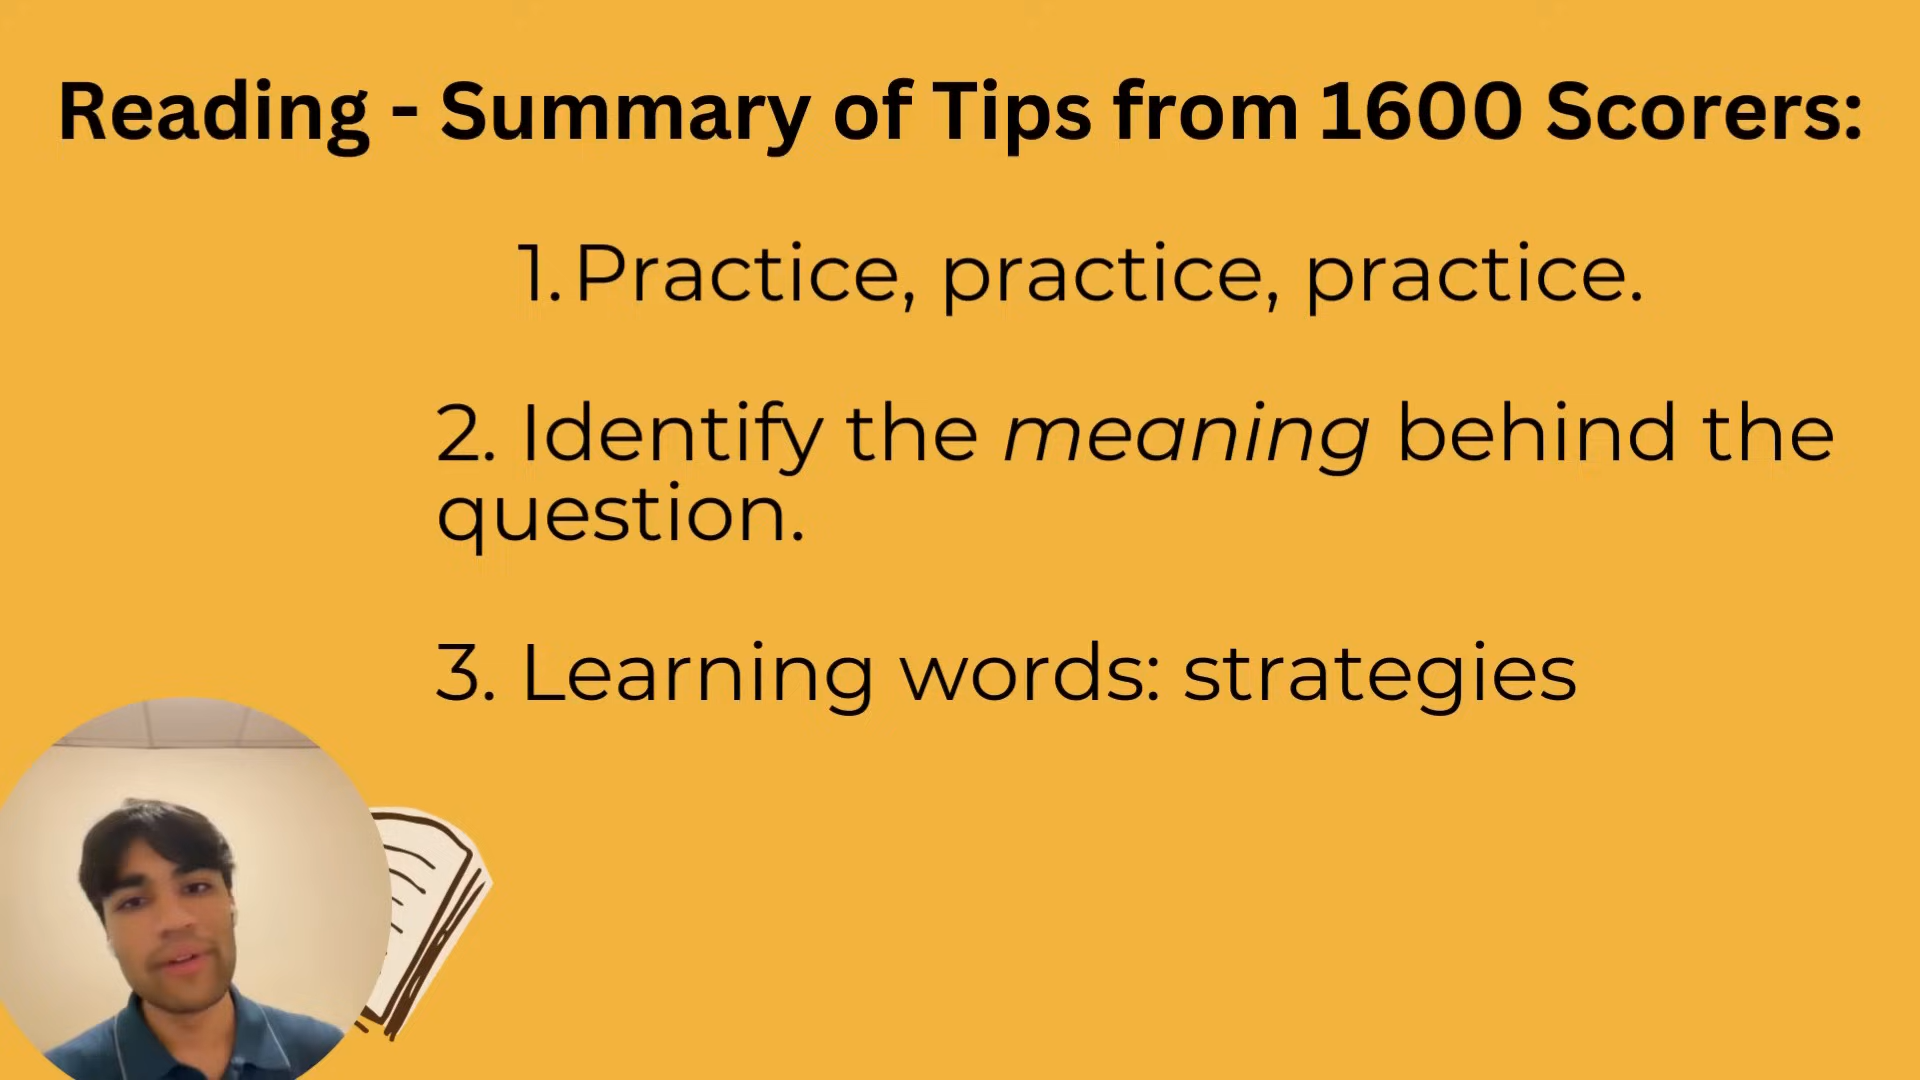 Reading - Summary of Tips from 1600 Scorers:
1. Practice, practice, practice.
2. Identify the meaning behind the
question.
3. Learning words: strategies